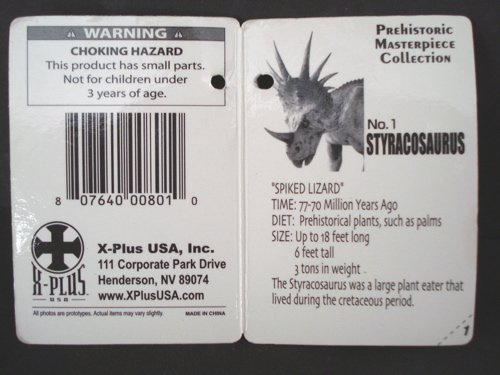 WARNING
CHOKING HAZARD
This product has small parts.
Not for children under
3 years of age.
8 07640 00801 0
X-PLUS
USA
X-Plus USA, Inc.
111 Corporate Park Drive
Henderson, NV 89074
www.XPlusUSA.com
All photos are prototypes. Actual items may vary slightly.
MADE IN CHINA
Prehistoric
Masterpiece
Collection
No. 1
STYRACOSAURUS
"SPIKED LIZARD"
TIME: 77-70 Million Years Ago
DIET: Prehistorical plants, such as palms
SIZE: Up to 18 feet long
6 feet tall
3 tons in weight
The Styracosaurus was a large plant eater that
lived during the cretaceous period.
1